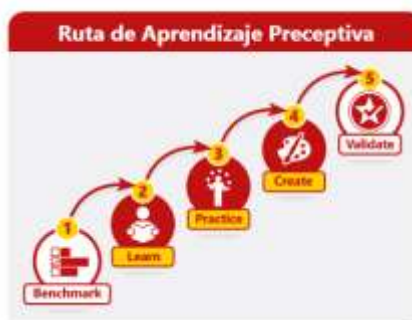 Ruta de Aprendizaje Preceptiva
1
Benchmark
2
Learn
3
Practice
4
Create
5
Validate